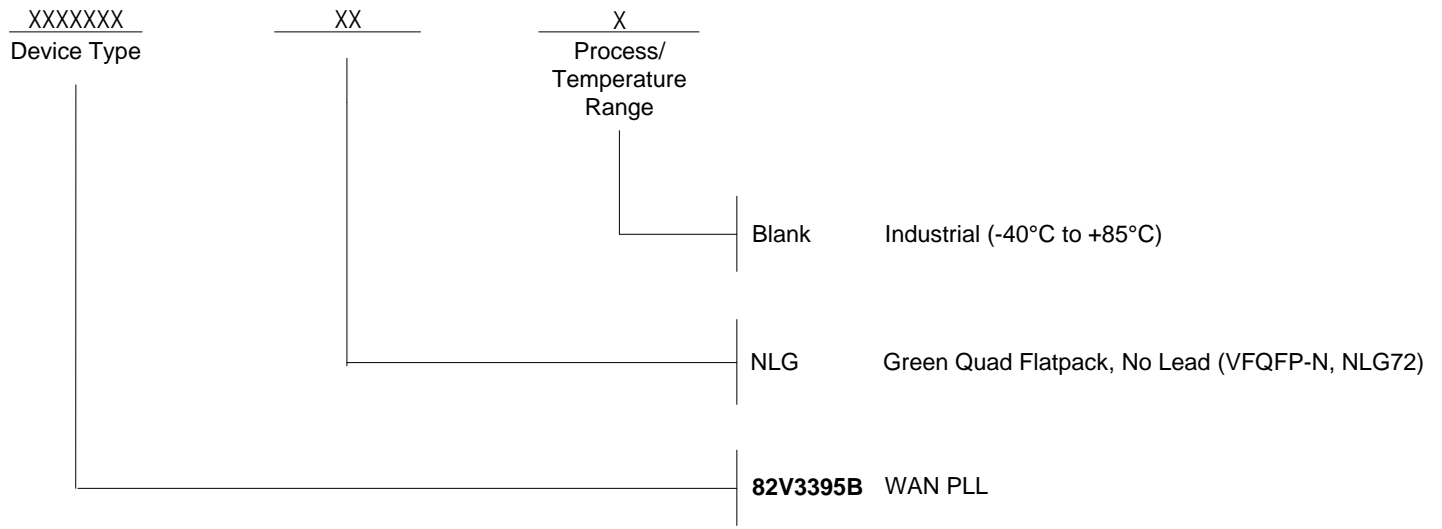 XXXXXXX XX X
Device Type
Process/
Temperature
Range
Blank Industrial (-40°C to +85°C)
NLG Green Quad Flatpack, No Lead (VFQFP-N, NLG72)
82V3395B WAN PLL